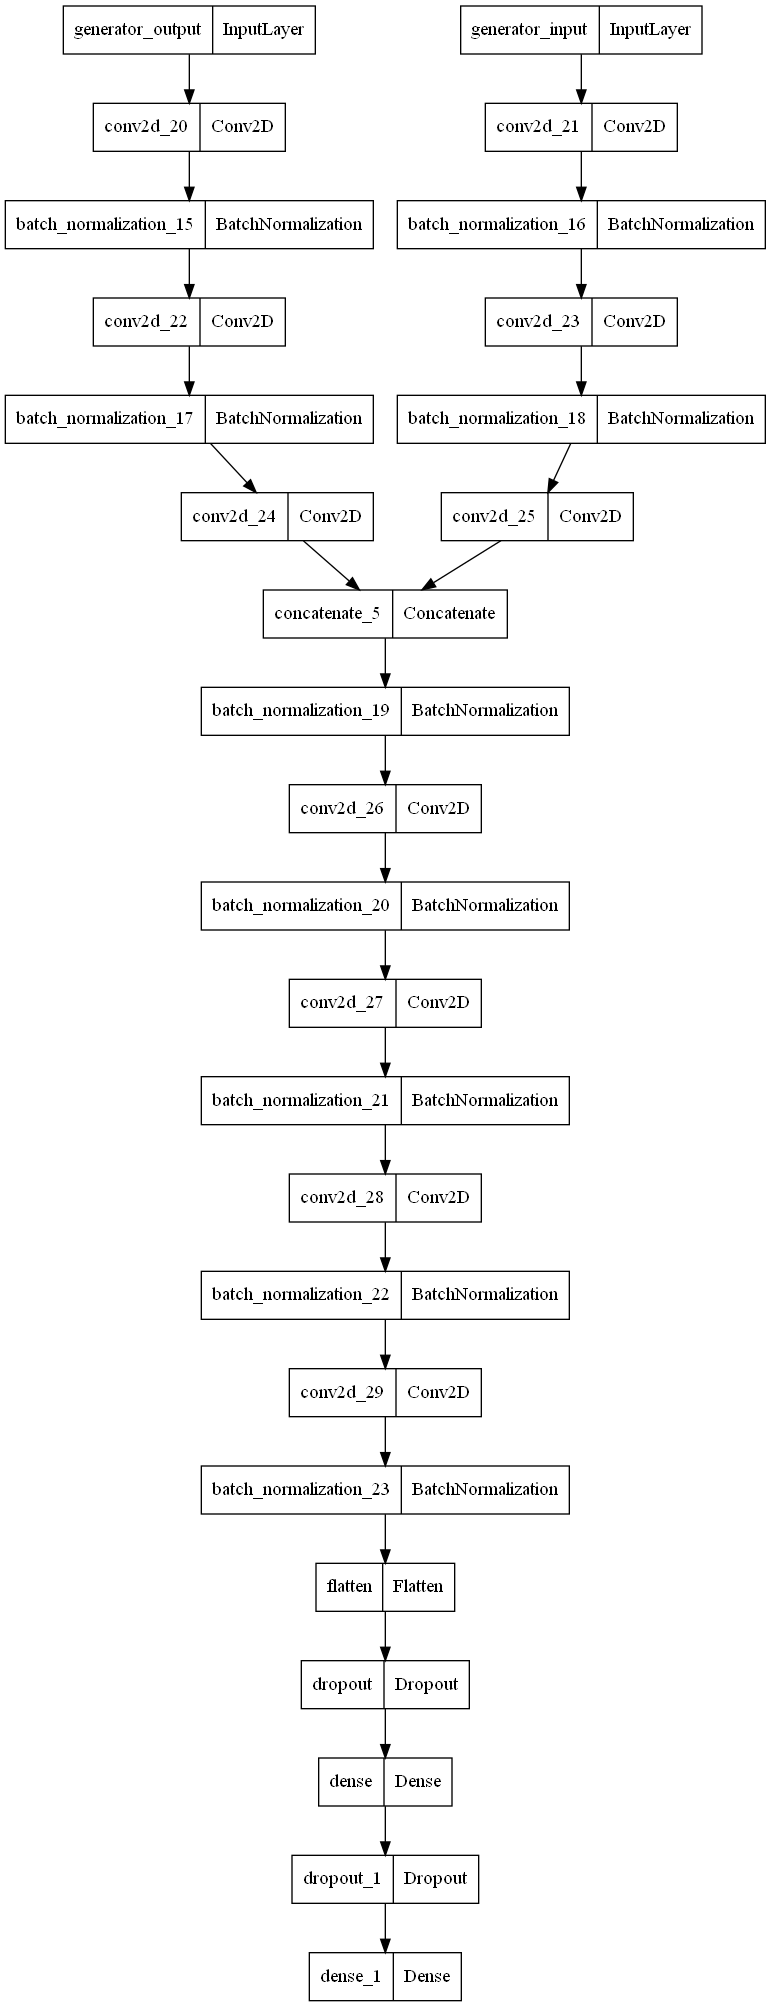 generator_output InputLayer
generator_input InputLayer
conv2d_20 Conv2D
conv2d_21 Conv2D
batch_normalization_15 BatchNormalization
batch_normalization_16 BatchNormalization
conv2d_22 Conv2D
conv2d_23 Conv2D
batch_normalization_17 BatchNormalization
batch_normalization_18 BatchNormalization
conv2d_24 Conv2D
conv2d_25 Conv2D
concatenate_5 Concatenate
batch_normalization_19 BatchNormalization
conv2d_26 Conv2D
batch_normalization_20 BatchNormalization
conv2d_27 Conv2D
batch_normalization_21 BatchNormalization
conv2d_28 Conv2D
batch_normalization_22 BatchNormalization
conv2d_29 Conv2D
batch_normalization_23 BatchNormalization
flatten Flatten
dropout Dropout
dense Dense
dropout_1 Dropout
dense_1 Dense